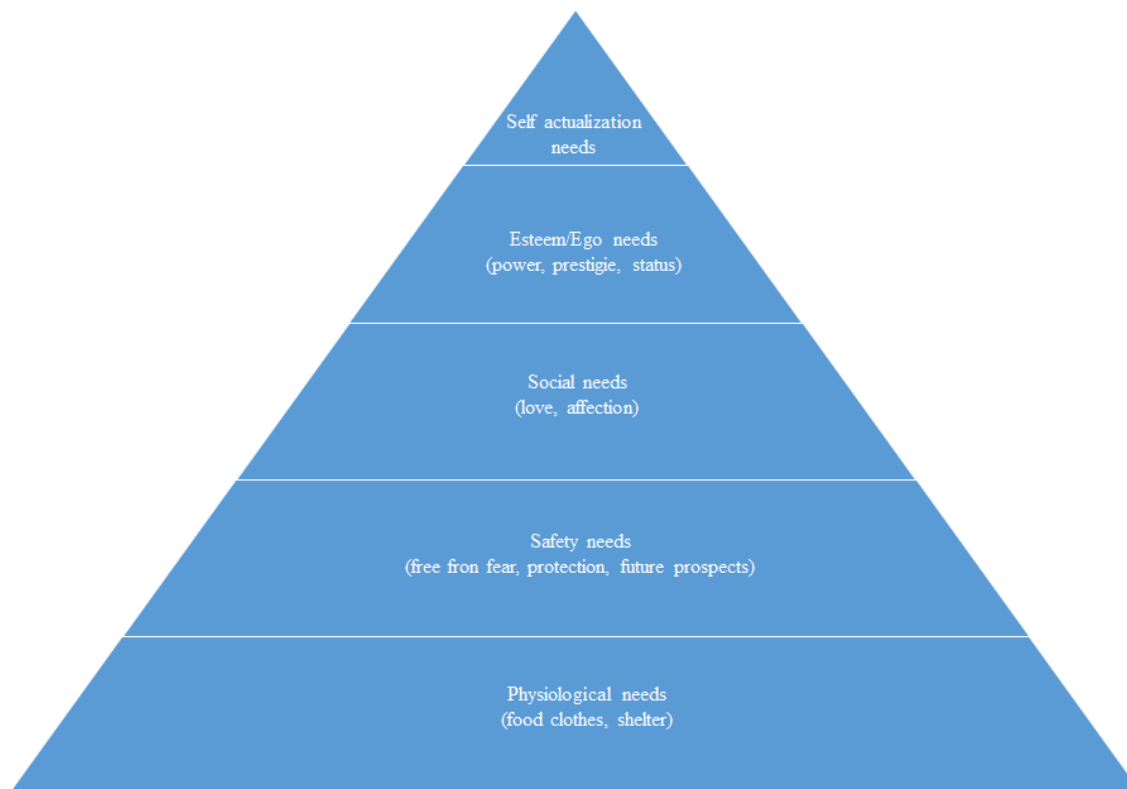 Self actualization
needs
Esteem/Ego needs
(power, prestigie, status)
Social needs
(love, affection)
Safety needs
(free fron fear, protection, future prospects)
Physiological needs
(food clothes, shelter)